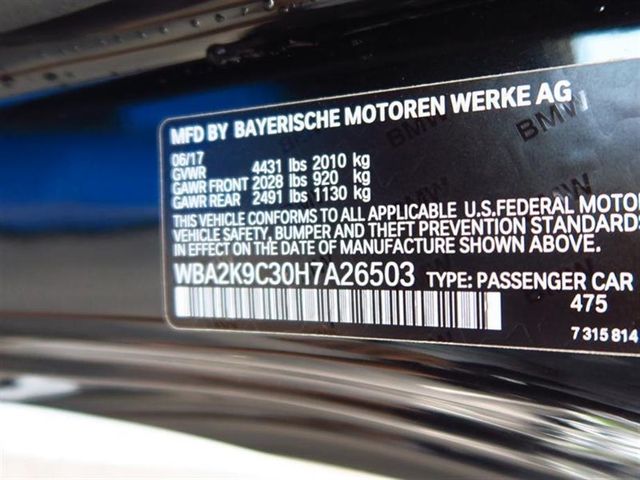 MFD BY BAYERISCHE MOTOREN WERKE AG
06/17
GVWR 4431 lbs 2010 kg
GAWR FRONT 2028 lbs 920 kg
GAWR REAR 2491 lbs 1130 kg
THIS VEHICLE CONFORMS TO ALL APPLICABLE U.S.FEDERAL MOTOR
VEHICLE SAFETY, BUMPER AND THEFT PREVENTION STANDARDS
IN EFFECT ON THE DATE OF MANUFACTURE SHOWN ABOVE.
WBA2K9C30H7A26503 TYPE: PASSENGER CAR
475
7 315 814
BMW
BMW
BMW